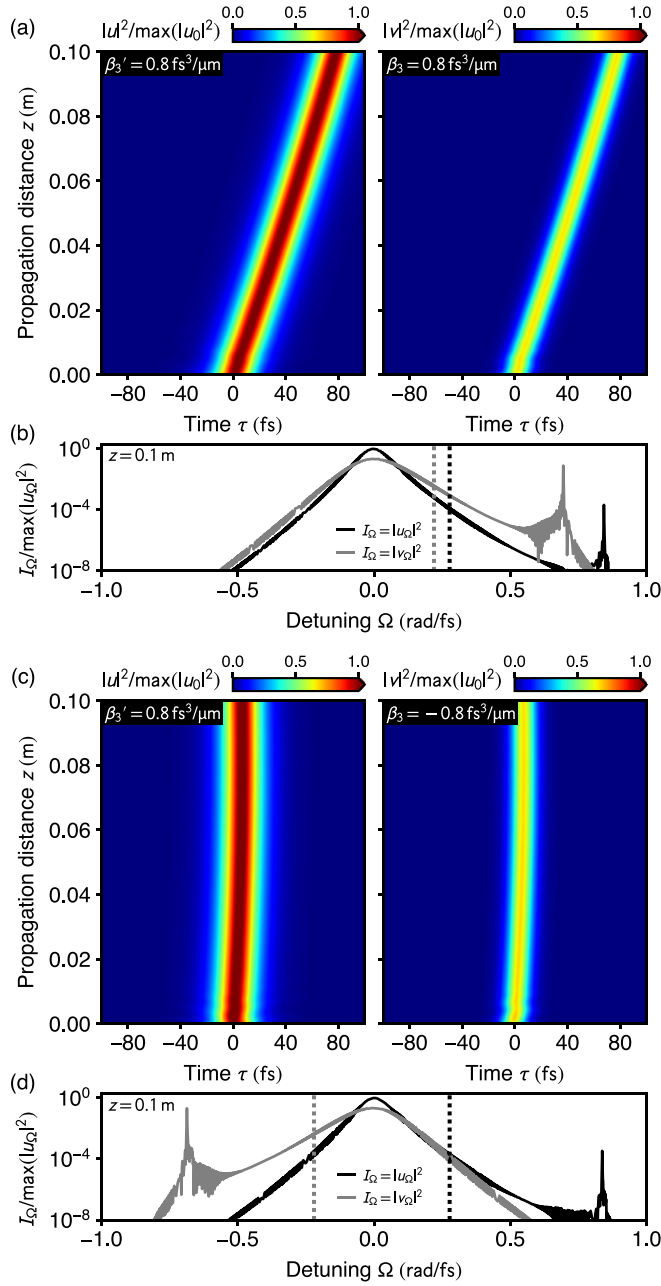 (a)
|u|²/max(|u₀|²) 0.0 0.5 1.0
|v|²/max(|u₀|²) 0.0 0.5 1.0
β₃′ = 0.8 fs³/μm
β₃ = 0.8 fs³/μm
Propagation distance z (m)
0.10
0.08
0.06
0.04
0.02
0.00
−80 −40 0 40 80
−80 −40 0 40 80
Time τ (fs)
Time τ (fs)
(b)
z = 0.1 m
I_Ω/max(|u_Ω|²)
10⁰
10⁻⁴
10⁻⁸
I_Ω = |u_Ω|²
I_Ω = |v_Ω|²
−1.0 −0.5 0.0 0.5 1.0
Detuning Ω (rad/fs)
(c)
|u|²/max(|u₀|²) 0.0 0.5 1.0
|v|²/max(|u₀|²) 0.0 0.5 1.0
β₃′ = 0.8 fs³/μm
β₃ = −0.8 fs³/μm
Propagation distance z (m)
0.10
0.08
0.06
0.04
0.02
0.00
−80 −40 0 40 80
−80 −40 0 40 80
Time τ (fs)
Time τ (fs)
(d)
z = 0.1 m
I_Ω/max(|u_Ω|²)
10⁰
10⁻⁴
10⁻⁸
I_Ω = |u_Ω|²
I_Ω = |v_Ω|²
−1.0 −0.5 0.0 0.5 1.0
Detuning Ω (rad/fs)